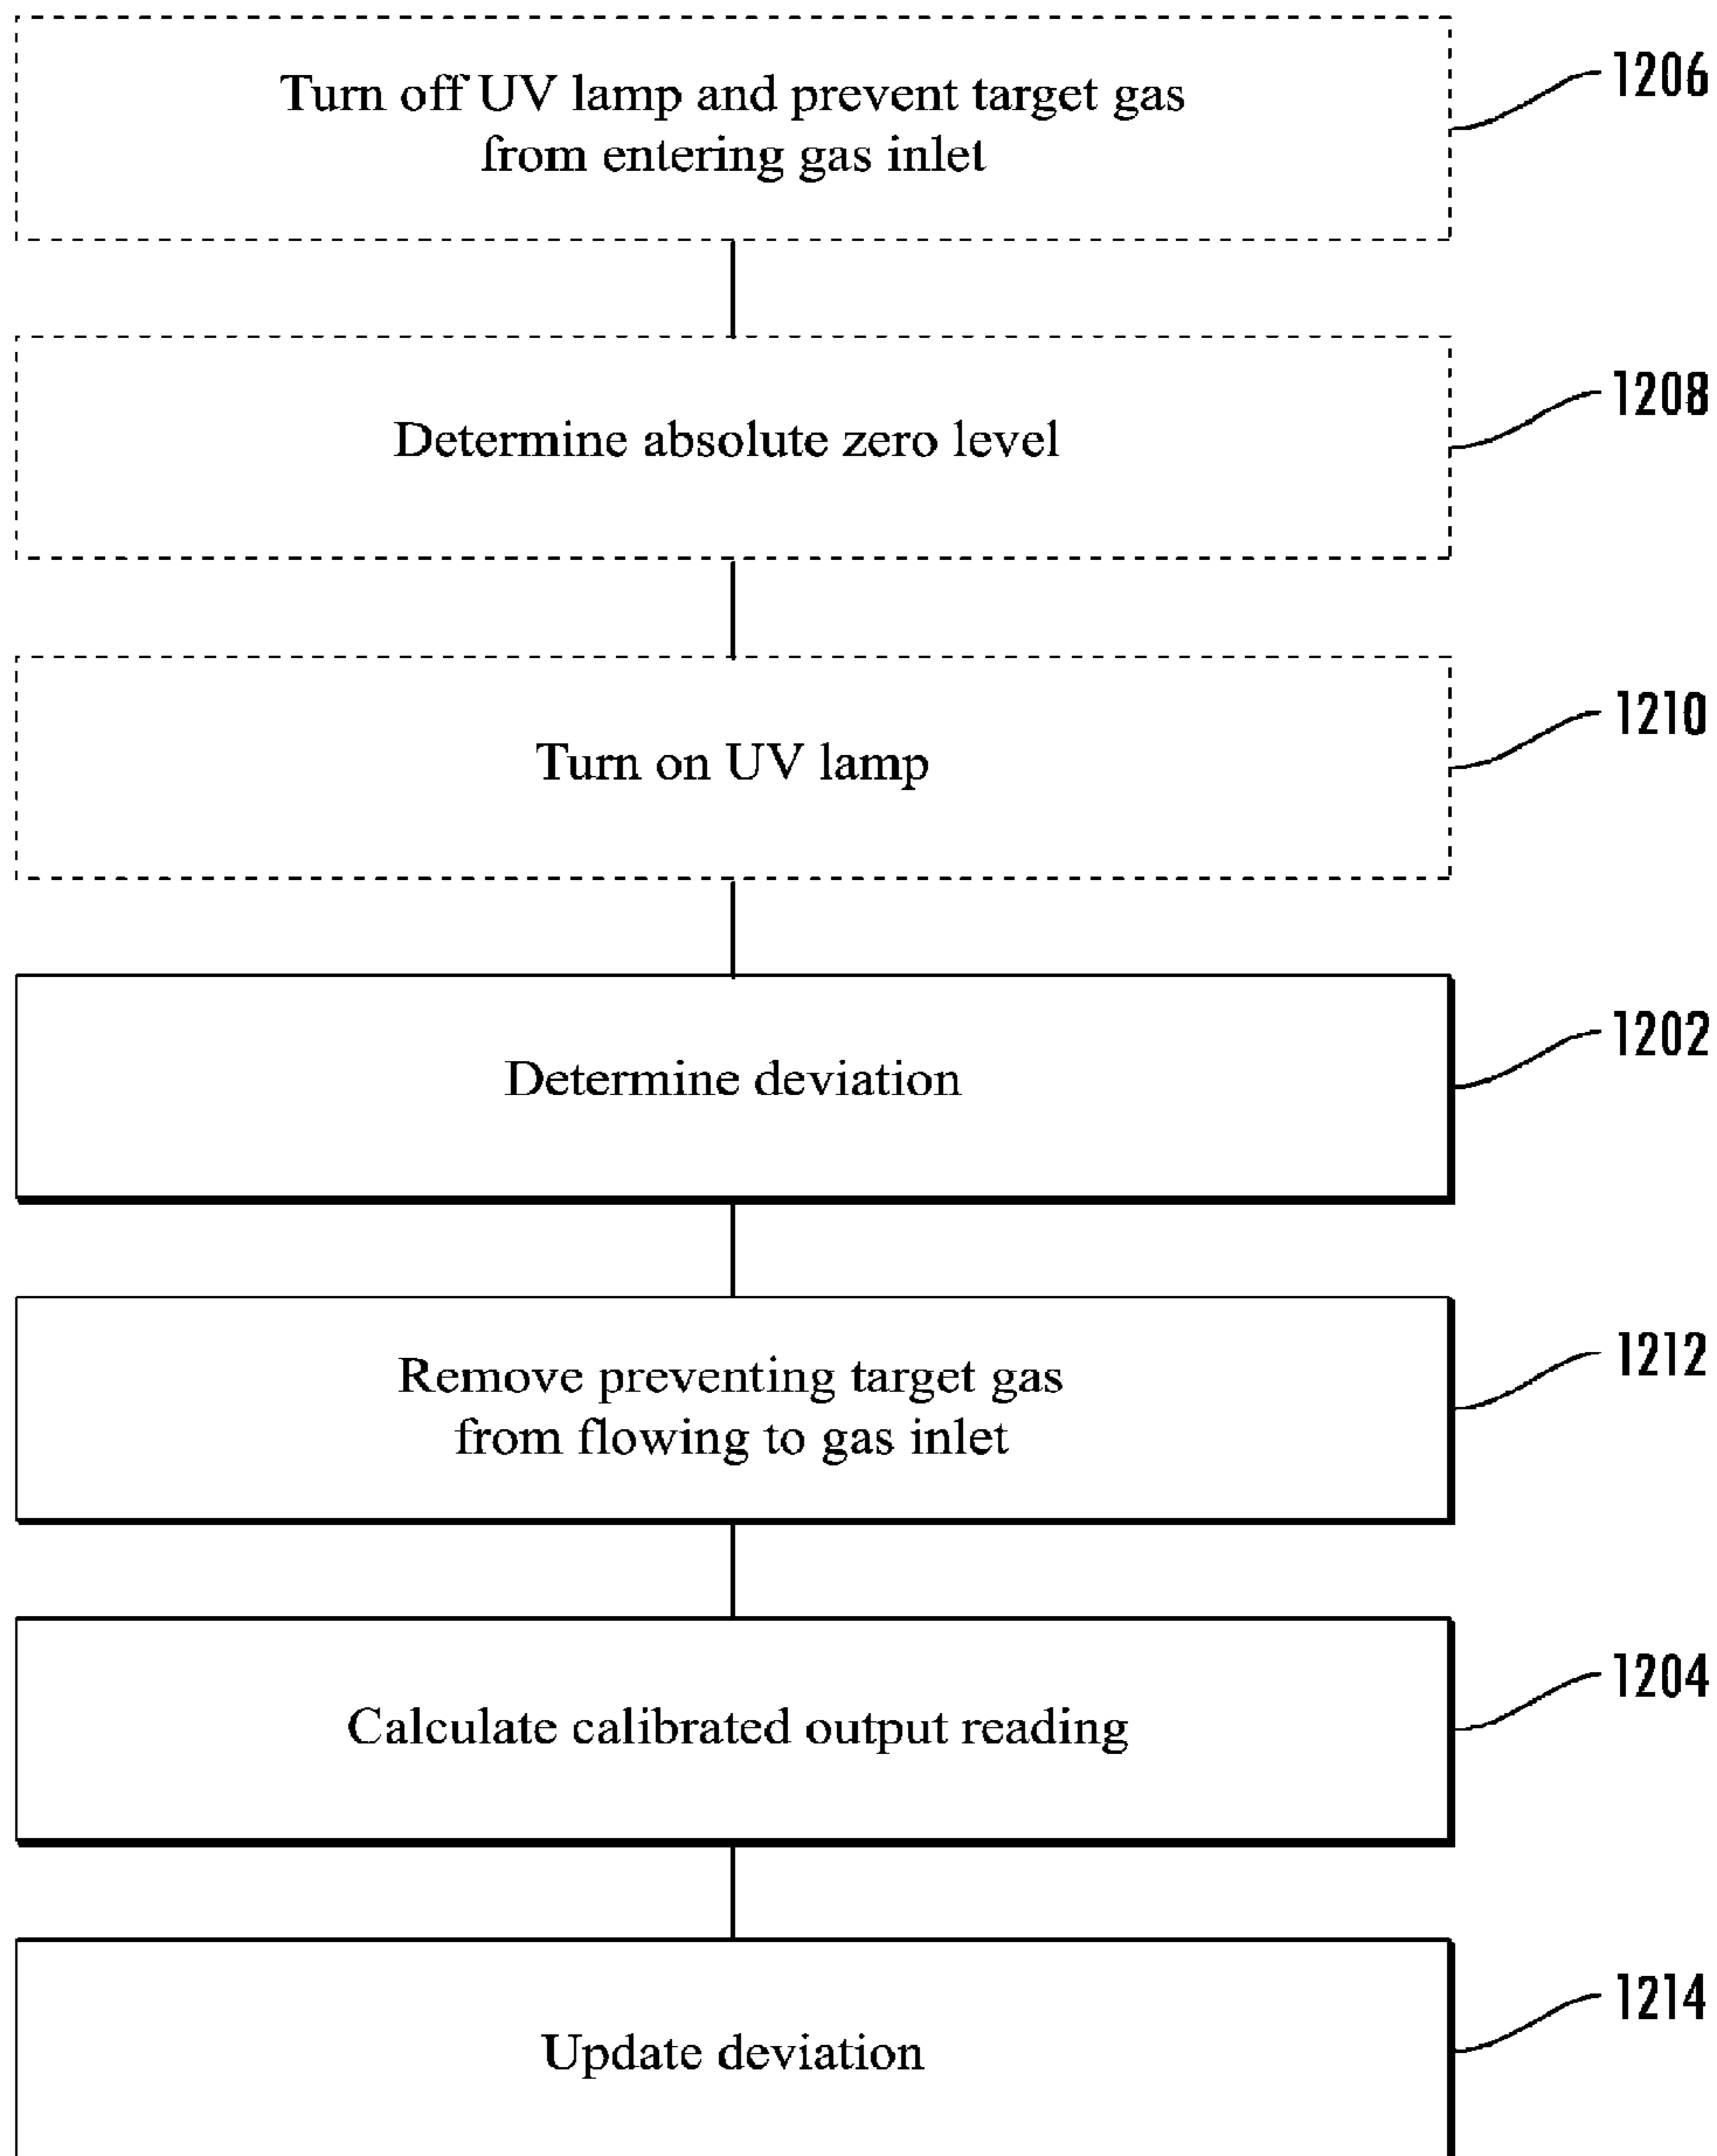 Turn off UV lamp and prevent target gas
from entering gas inlet
1206
Determine absolute zero level
1208
Turn on UV lamp
1210
Determine deviation
1202
Remove preventing target gas
from flowing to gas inlet
1212
Calculate calibrated output reading
1204
Update deviation
1214